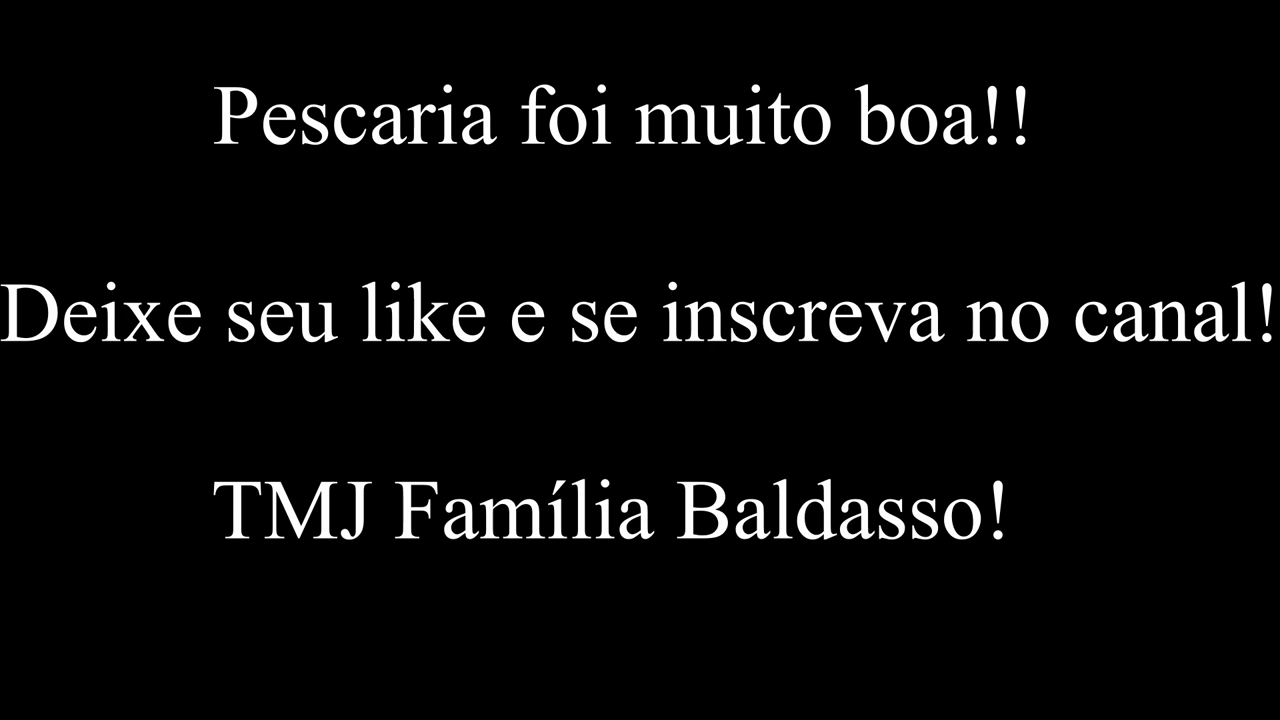 Pescaria foi muito boa!!
Deixe seu like e se inscreva no canal!
TMJ Família Baldasso!